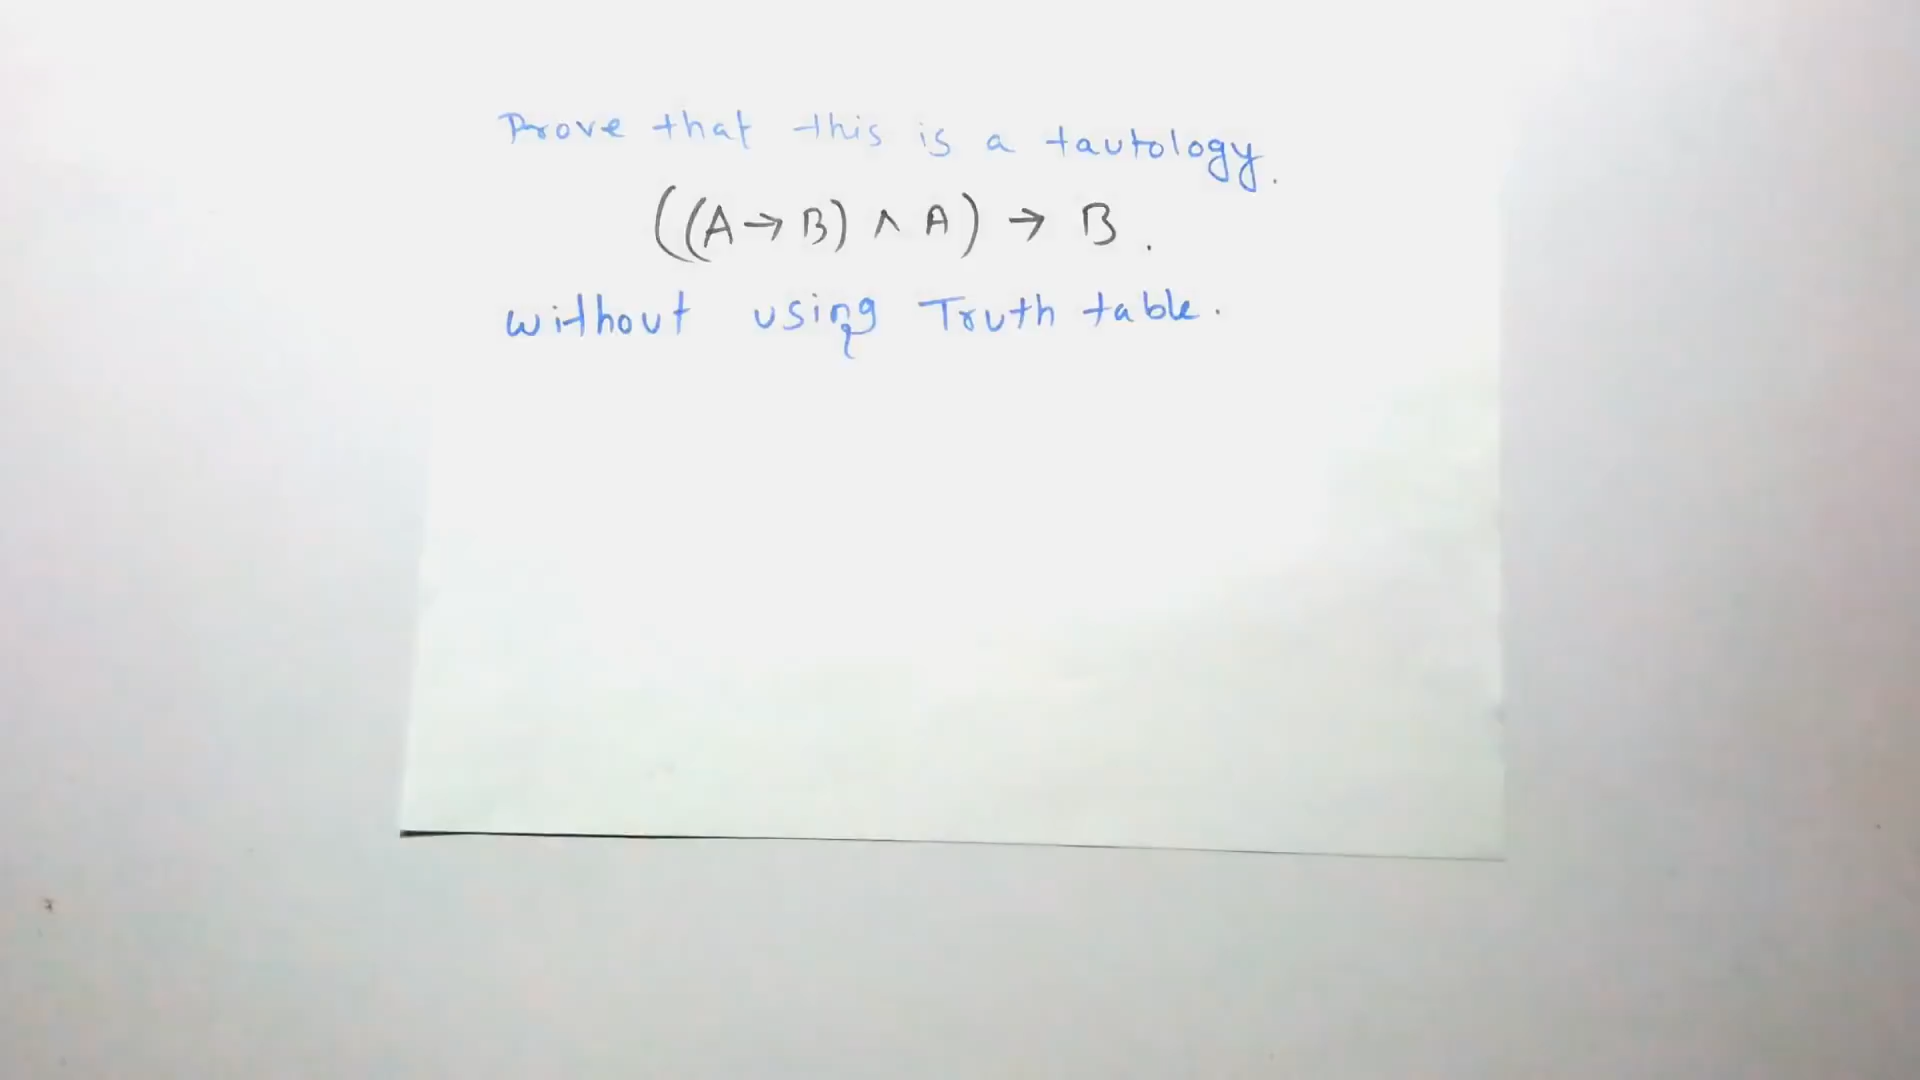 Prove that this is a tautology.
((A → B) ∧ A) → B.
without using Truth table.